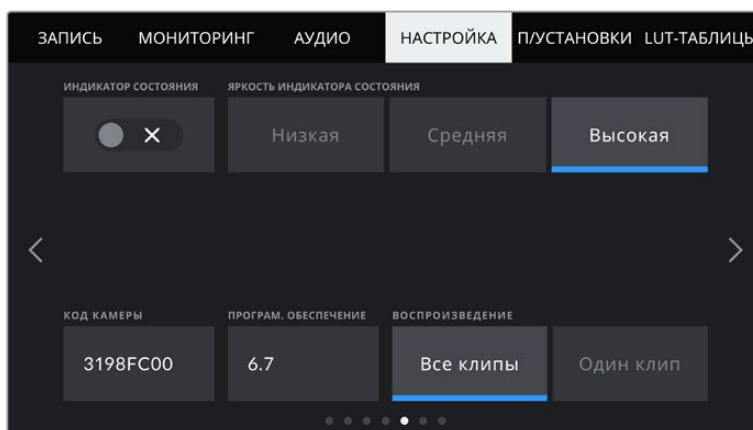 ЗАПИСЬ МОНИТОРИНГ АУДИО НАСТРОЙКА П/УСТАНОВКИ LUT-ТАБЛИЦЫ
ИНДИКАТОР СОСТОЯНИЯ ЯРКОСТЬ ИНДИКАТОРА СОСТОЯНИЯ
Низкая Средняя Высокая
КОД КАМЕРЫ ПРОГРАМ. ОБЕСПЕЧЕНИЕ ВОСПРОИЗВЕДЕНИЕ
3198FC00 6.7 Все клипы Один клип